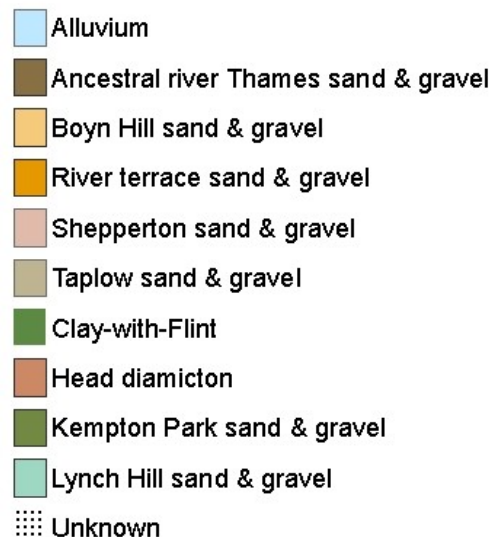 Alluvium
Ancestral river Thames sand & gravel
Boyn Hill sand & gravel
River terrace sand & gravel
Shepperton sand & gravel
Taplow sand & gravel
Clay-with-Flint
Head diamicton
Kempton Park sand & gravel
Lynch Hill sand & gravel
Unknown